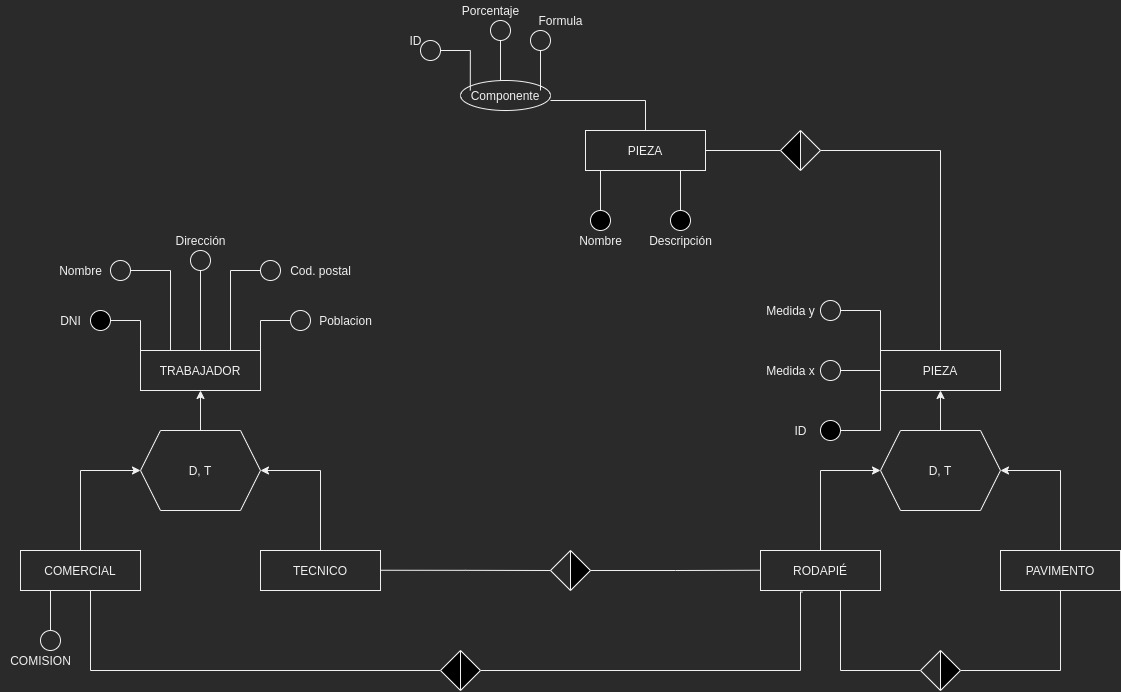 Porcentaje
Formula
ID
Componente
PIEZA
Nombre
Descripción
Dirección
Nombre
Cod. postal
DNI
Poblacion
TRABAJADOR
Medida y
Medida x
PIEZA
ID
D, T
D, T
COMERCIAL
TECNICO
RODAPIÉ
PAVIMENTO
COMISION